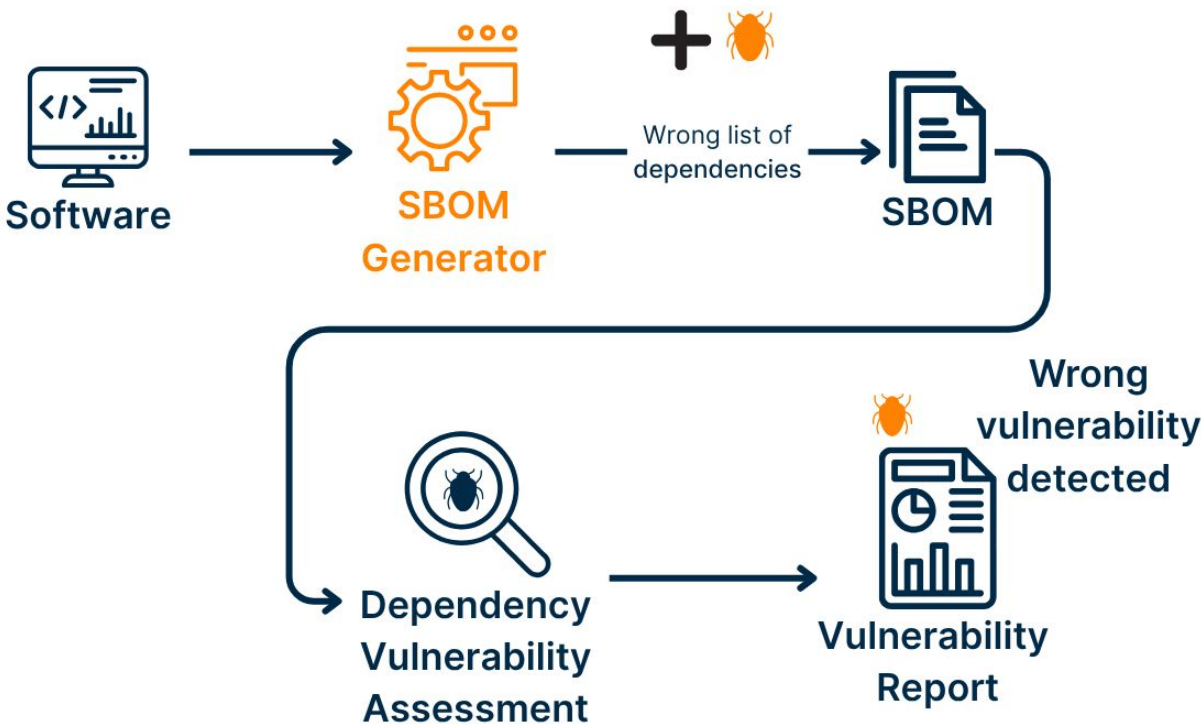 Software
SBOM
Generator
Wrong list of
dependencies
SBOM
Dependency
Vulnerability
Assessment
Wrong
vulnerability
detected
Vulnerability
Report